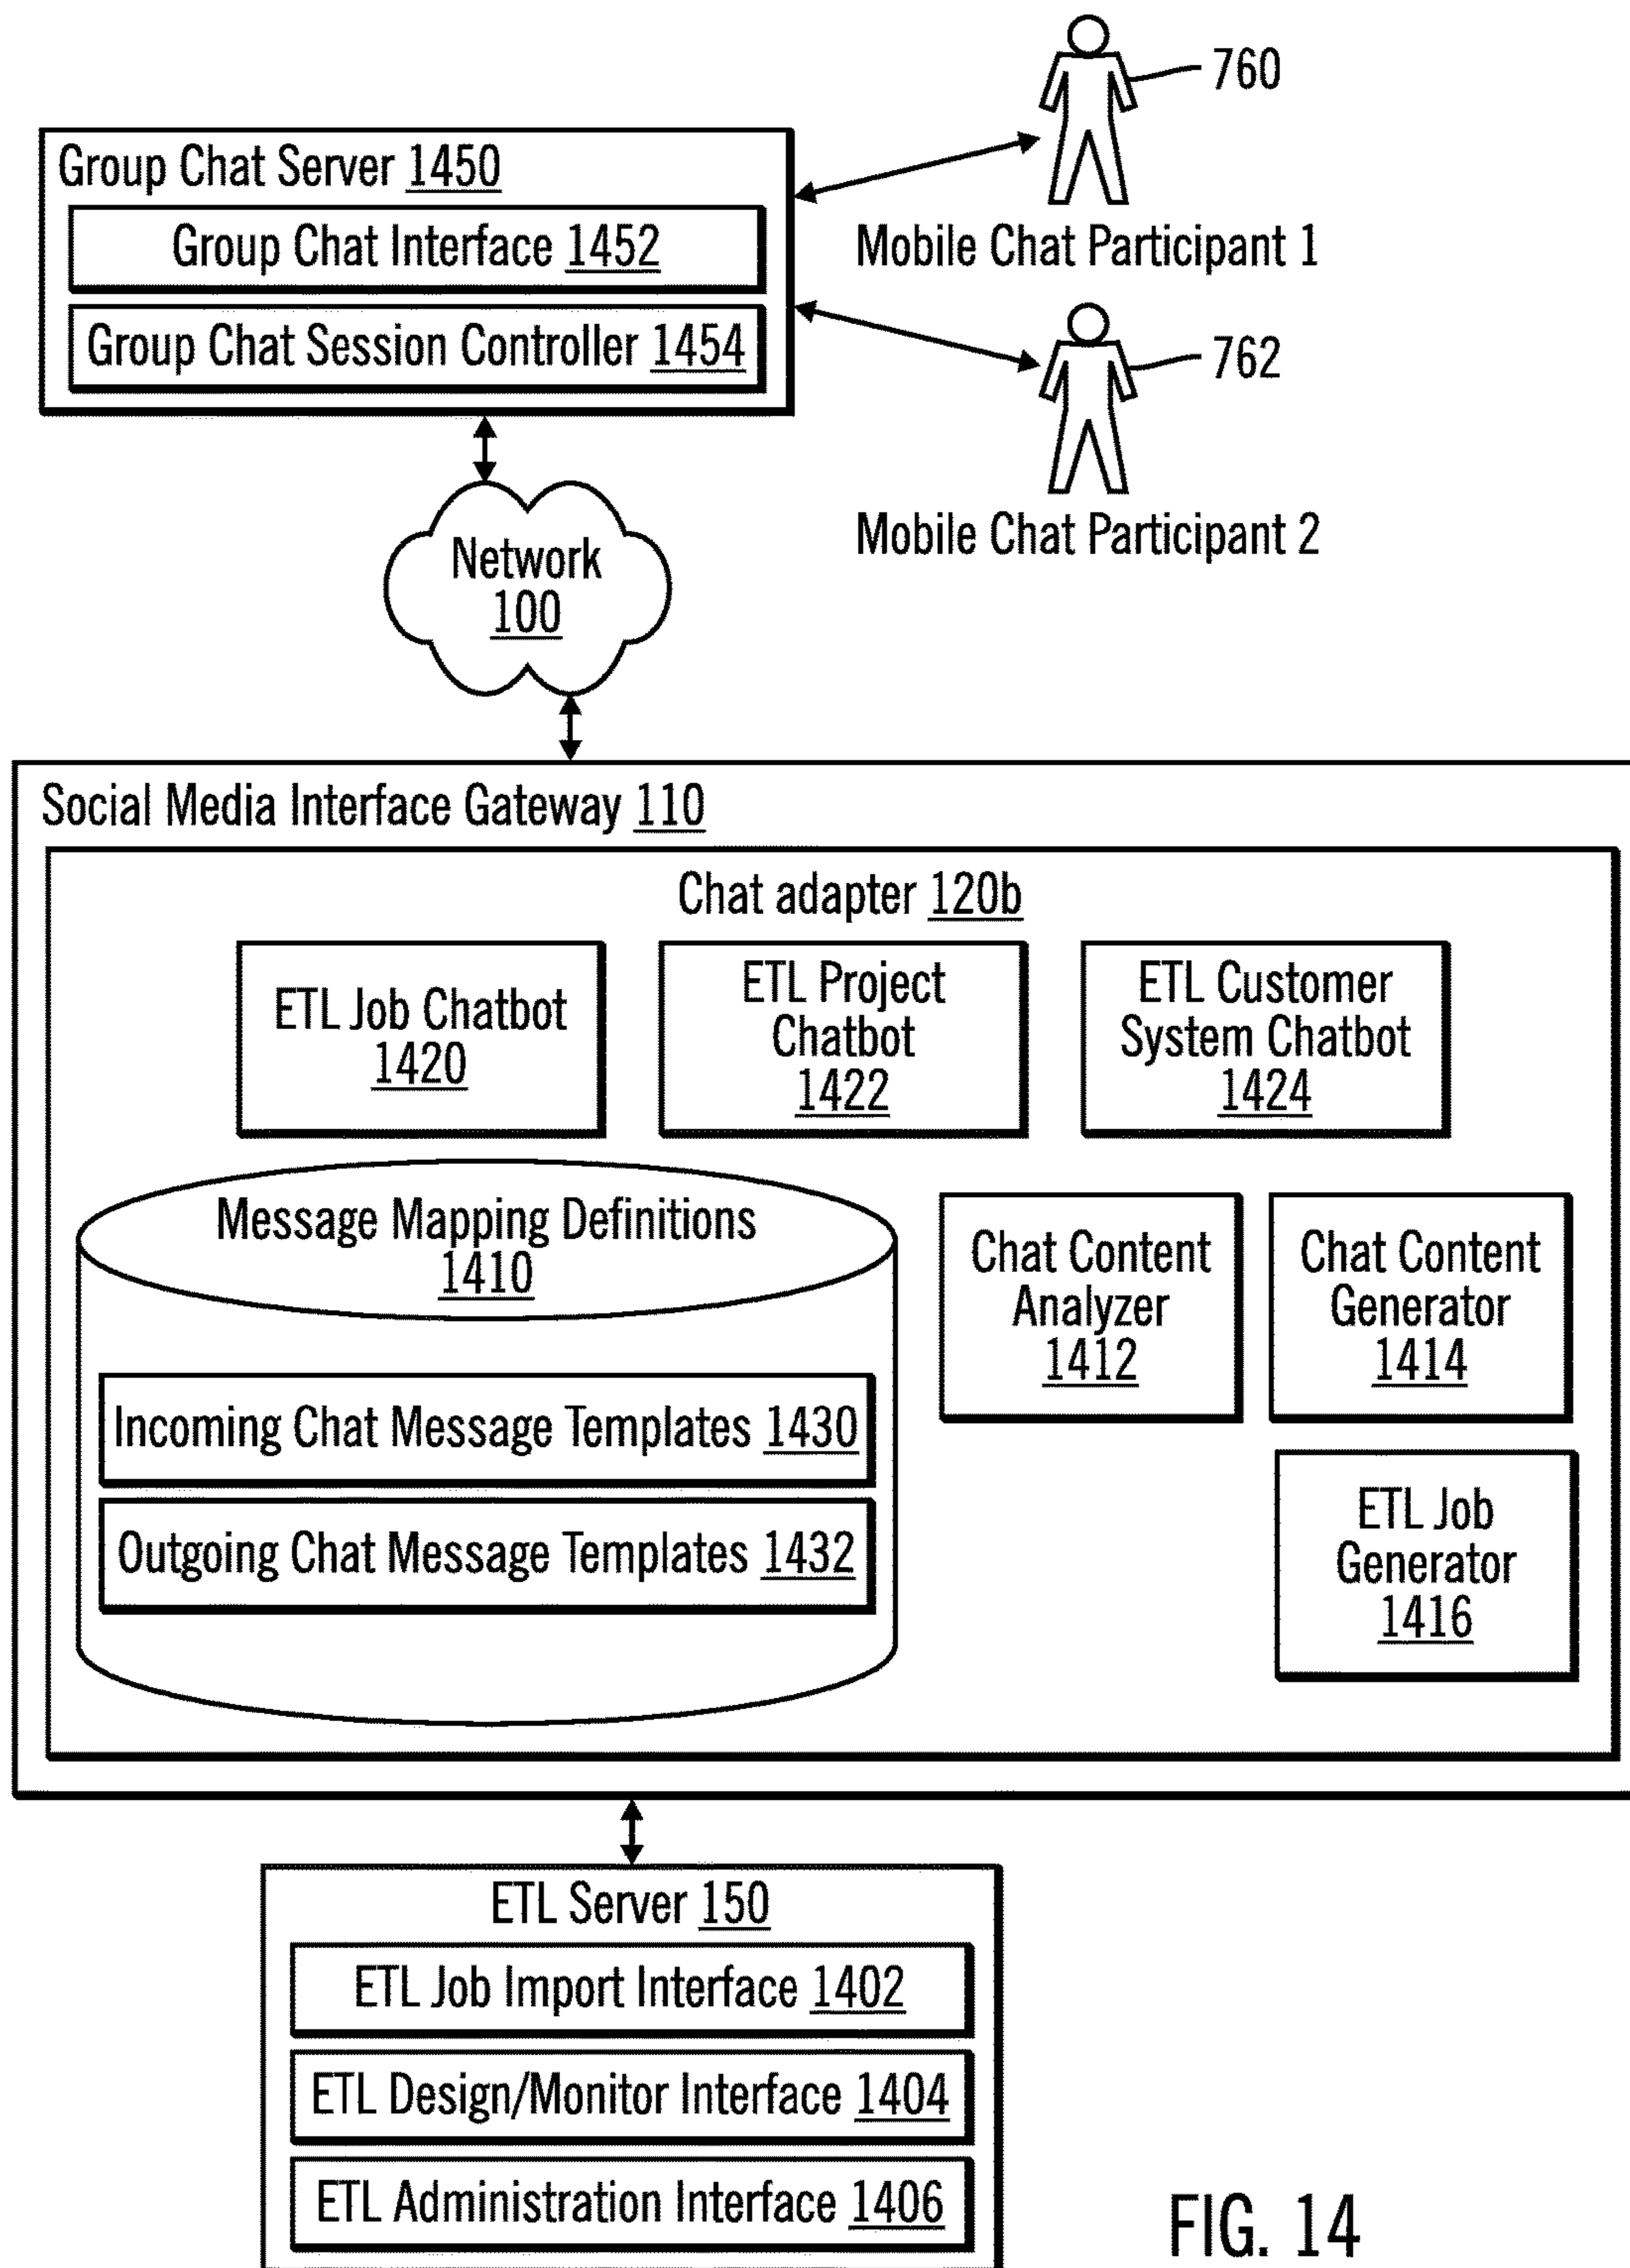 760
Group Chat Server 1450
Group Chat Interface 1452
Mobile Chat Participant 1
Group Chat Session Controller 1454
762
Mobile Chat Participant 2
Network
100
Social Media Interface Gateway 110
Chat adapter 120b
ETL Job Chatbot
1420
ETL Project
Chatbot
1422
ETL Customer
System Chatbot
1424
Message Mapping Definitions
1410
Chat Content
Analyzer
1412
Chat Content
Generator
1414
Incoming Chat Message Templates 1430
Outgoing Chat Message Templates 1432
ETL Job
Generator
1416
ETL Server 150
ETL Job Import Interface 1402
ETL Design/Monitor Interface 1404
ETL Administration Interface 1406
FIG. 14